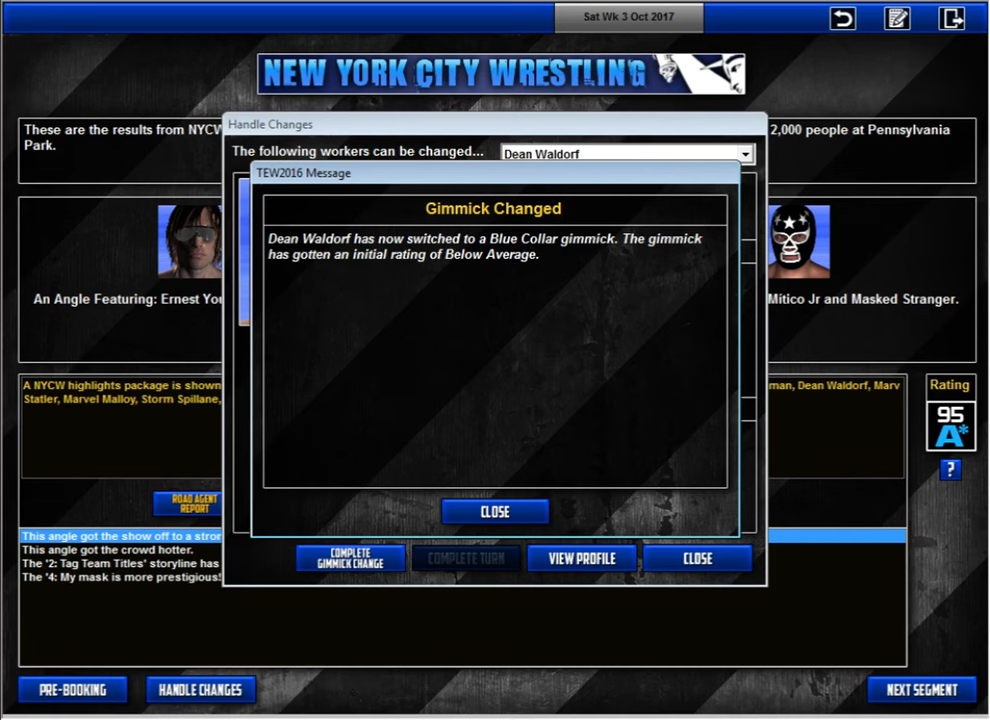 Sat Wk 3 Oct 2017
NEW YORK CITY WRESTLING
These are the results from NYCW
2,000 people at Pennsylvania
Park.
Handle Changes
The following workers can be changed...
Dean Waldorf
TEW2016 Message
Gimmick Changed
Dean Waldorf has now switched to a Blue Collar gimmick. The gimmick
has gotten an initial rating of Below Average.
An Angle Featuring: Ernest You
Mitico Jr and Masked Stranger.
A NYCW highlights package is shown
man, Dean Waldorf, Marv
Statler, Marvel Malloy, Storm Spillane,
Rating
95
A*
?
ROAD AGENT
REPORT
CLOSE
This angle got the show off to a stron
This angle got the crowd hotter.
The '2: Tag Team Titles' storyline has
The '4: My mask is more prestigious!
COMPLETE
GIMMICK CHANGE
COMPLETE TURN
VIEW PROFILE
CLOSE
PRE-BOOKING
HANDLE CHANGES
NEXT SEGMENT